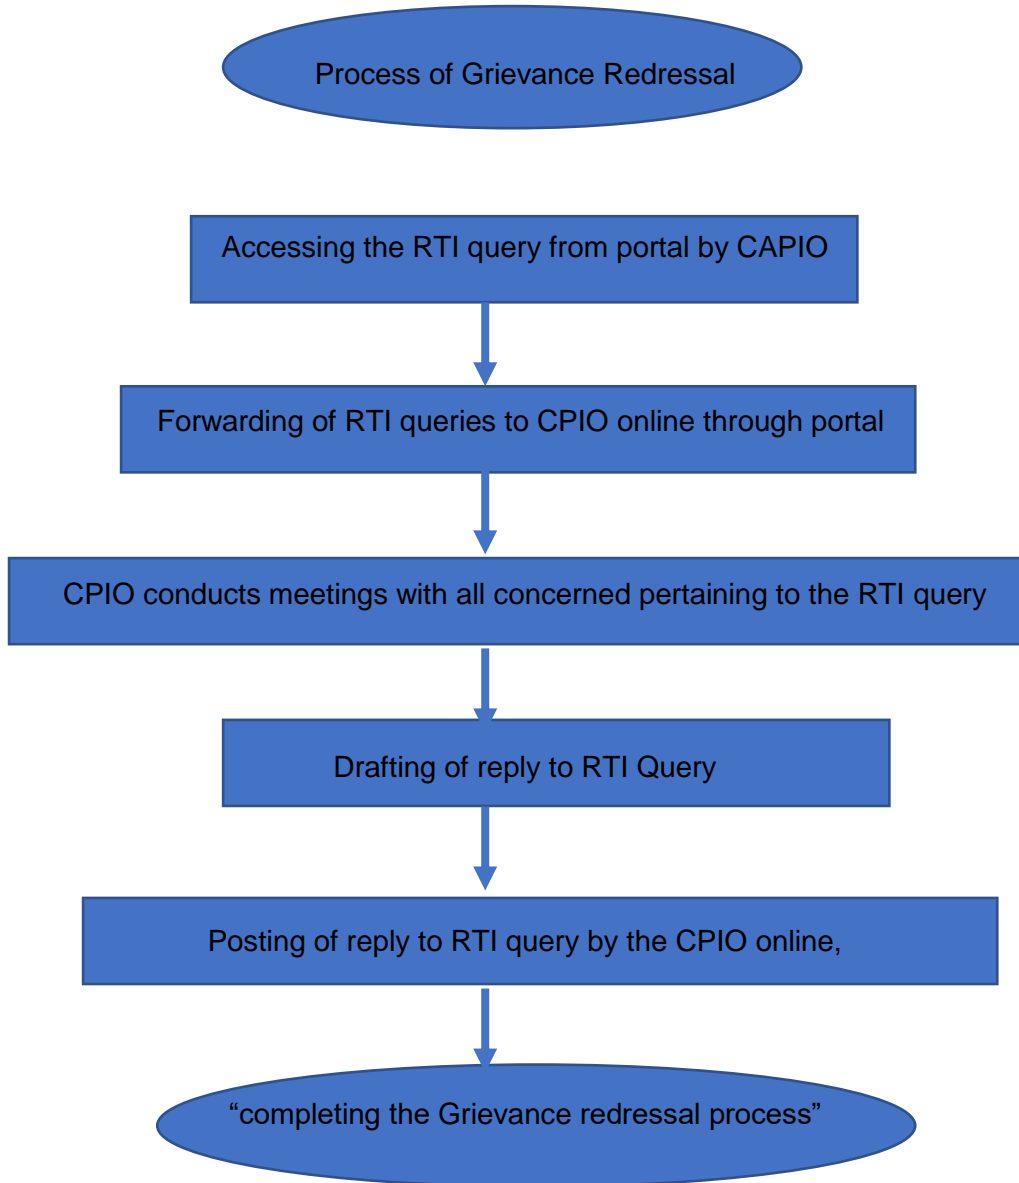 Process of Grievance Redressal
Accessing the RTI query from portal by CAPIO
Forwarding of RTI queries to CPIO online through portal
CPIO conducts meetings with all concerned pertaining to the RTI query
Drafting of reply to RTI Query
Posting of reply to RTI query by the CPIO online,
“completing the Grievance redressal process”